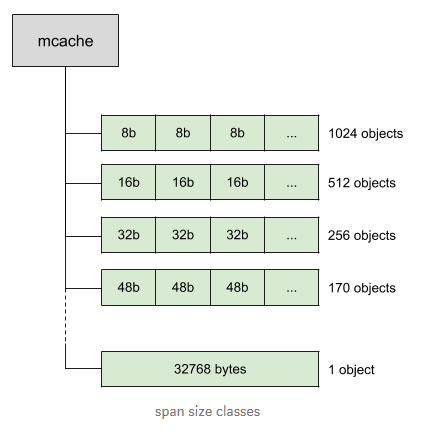 mcache
8b 8b 8b ... 1024 objects
16b 16b 16b ... 512 objects
32b 32b 32b ... 256 objects
48b 48b 48b ... 170 objects
32768 bytes 1 object
span size classes